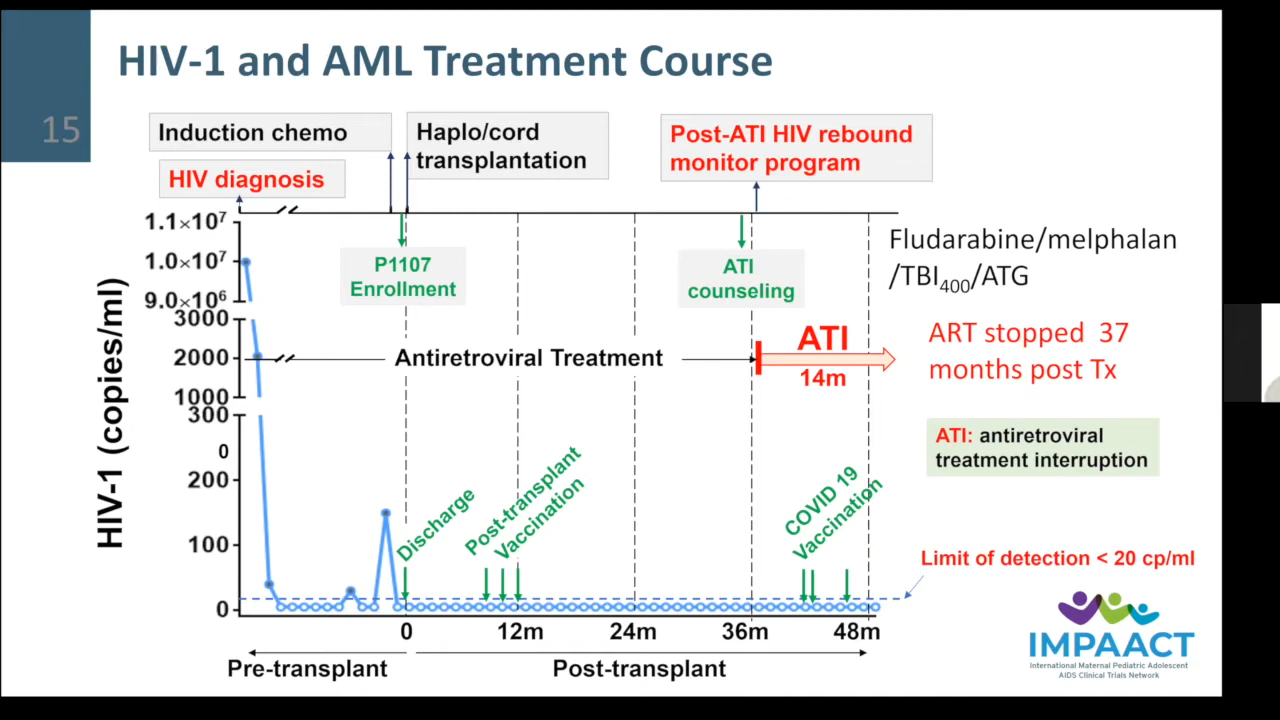 HIV-1 and AML Treatment Course
15
Induction chemo
Haplo/cord
transplantation
Post-ATI HIV rebound
monitor program
HIV diagnosis
1.1×10⁷
1.0×10⁷
9.0×10⁶
3000
2000
1000
300
0
200
100
0
HIV-1 (copies/ml)
P1107
Enrollment
ATI
counseling
Fludarabine/melphalan
/TBI₄₀₀/ATG
Antiretroviral Treatment
ATI
14m
ART stopped 37
months post Tx
ATI: antiretroviral
treatment interruption
Discharge
Post-transplant
Vaccination
COVID 19
Vaccination
Limit of detection < 20 cp/ml
0
12m
24m
36m
48m
Pre-transplant
Post-transplant
IMPAACT
International Maternal Pediatric Adolescent
AIDS Clinical Trials Network